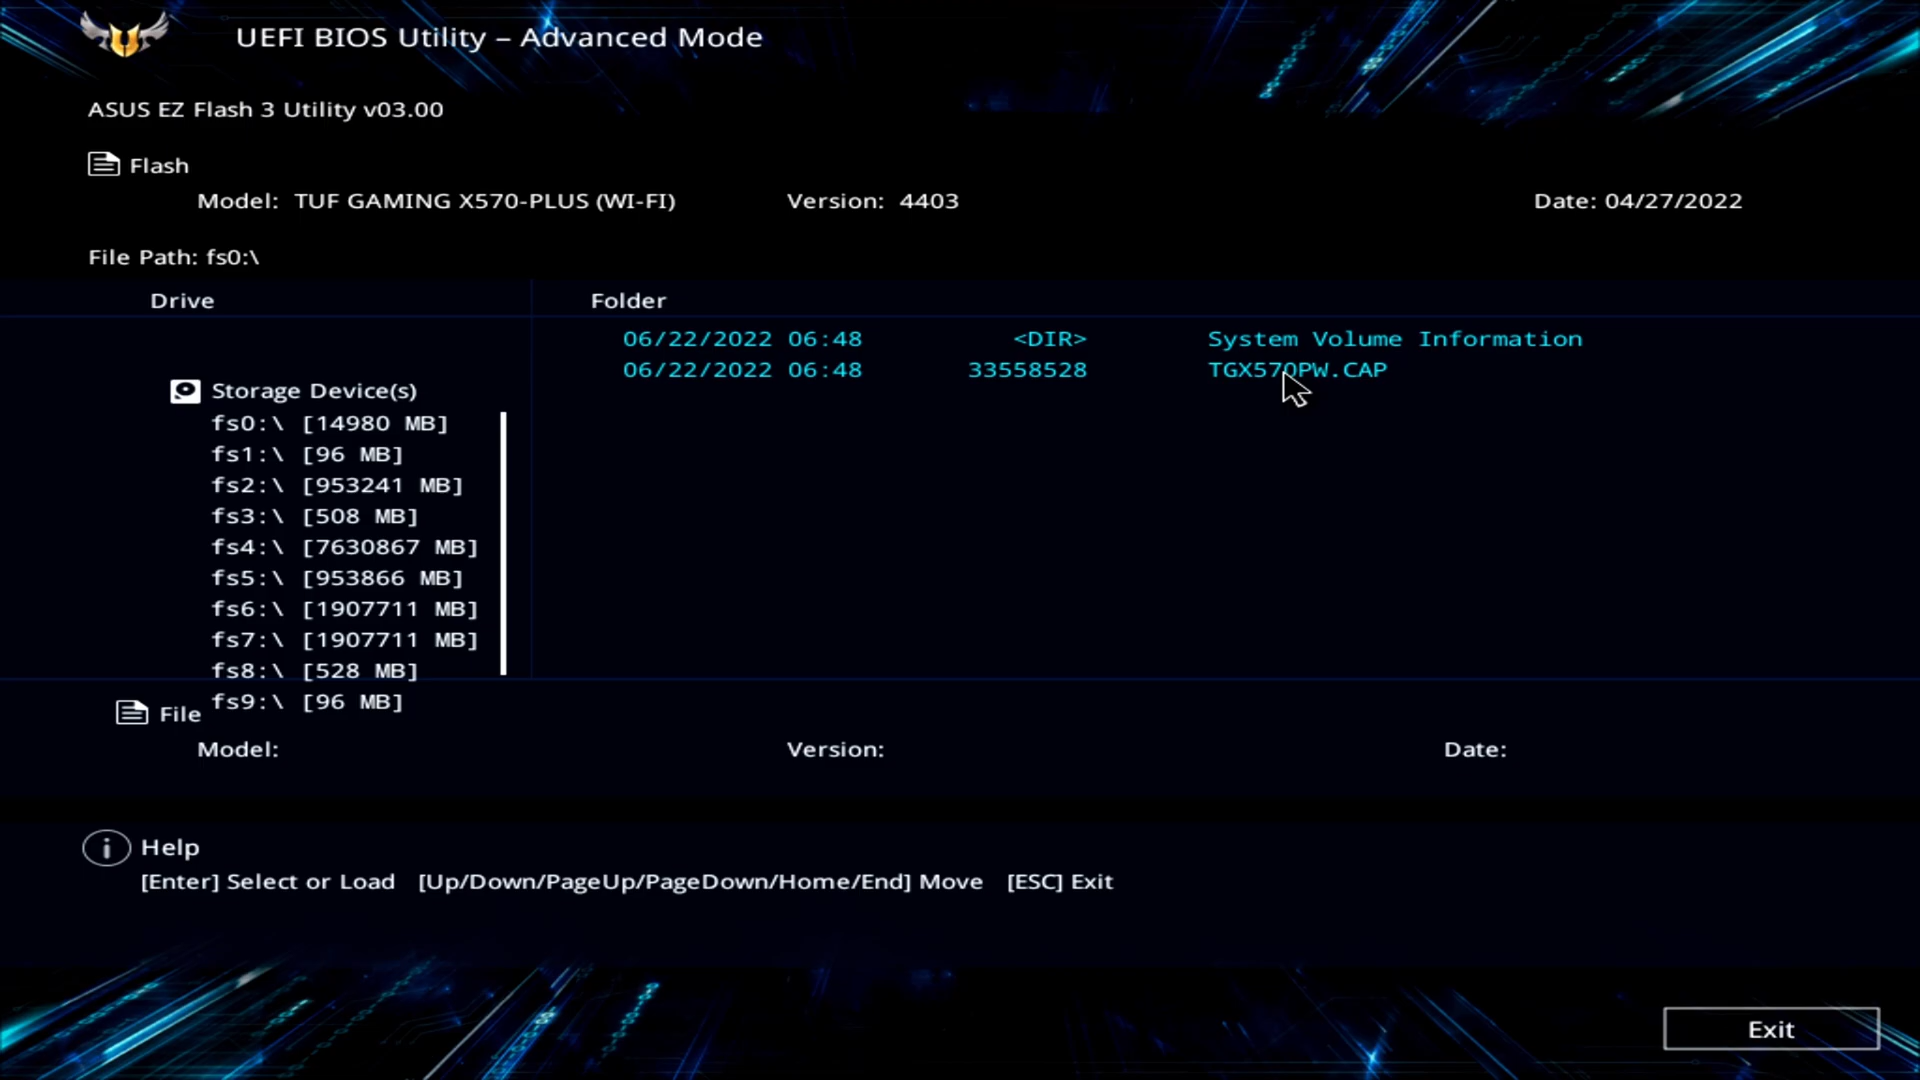 UEFI BIOS Utility – Advanced Mode
ASUS EZ Flash 3 Utility v03.00
Flash
Model: TUF GAMING X570-PLUS (WI-FI) Version: 4403 Date: 04/27/2022
File Path: fs0:\
Drive Folder
06/22/2022 06:48 <DIR> System Volume Information
06/22/2022 06:48 33558528 TGX570PW.CAP
Storage Device(s)
fs0:\ [14980 MB]
fs1:\ [96 MB]
fs2:\ [953241 MB]
fs3:\ [508 MB]
fs4:\ [7630867 MB]
fs5:\ [953866 MB]
fs6:\ [1907711 MB]
fs7:\ [1907711 MB]
fs8:\ [528 MB]
fs9:\ [96 MB]
File
Model: Version: Date:
Help
[Enter] Select or Load [Up/Down/PageUp/PageDown/Home/End] Move [ESC] Exit
Exit